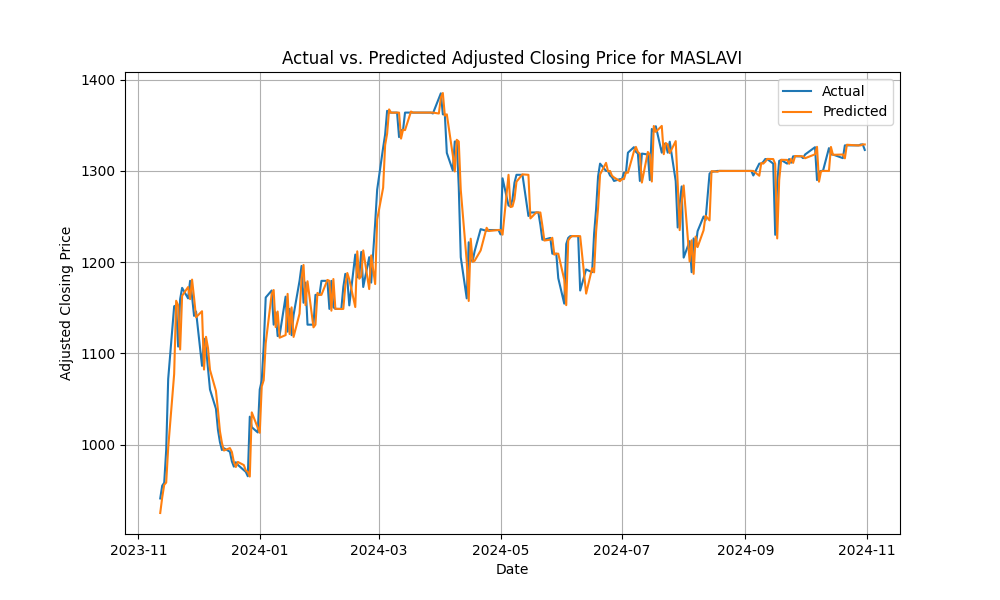 Actual vs. Predicted Adjusted Closing Price for MASLAVI
Actual
Predicted
1400
1300
1200
1100
1000
Adjusted Closing Price
2023-11
2024-01
2024-03
2024-05
2024-07
2024-09
2024-11
Date